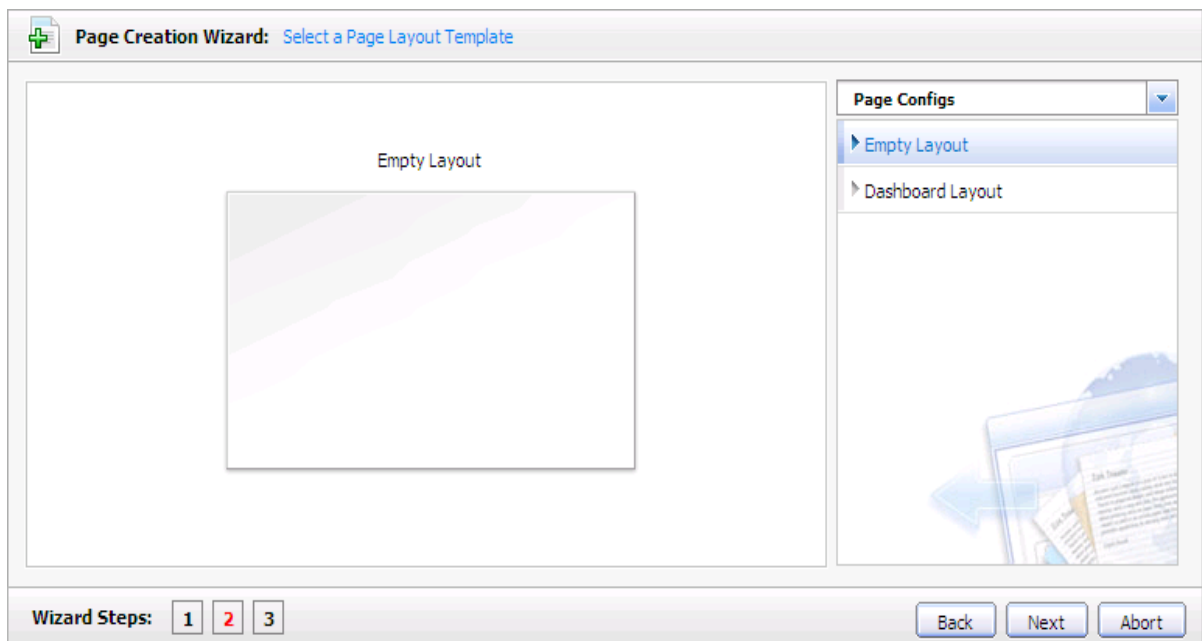 Page Creation Wizard: Select a Page Layout Template
Empty Layout
Page Configs
Empty Layout
Dashboard Layout
Wizard Steps: 1 2 3
Back Next Abort